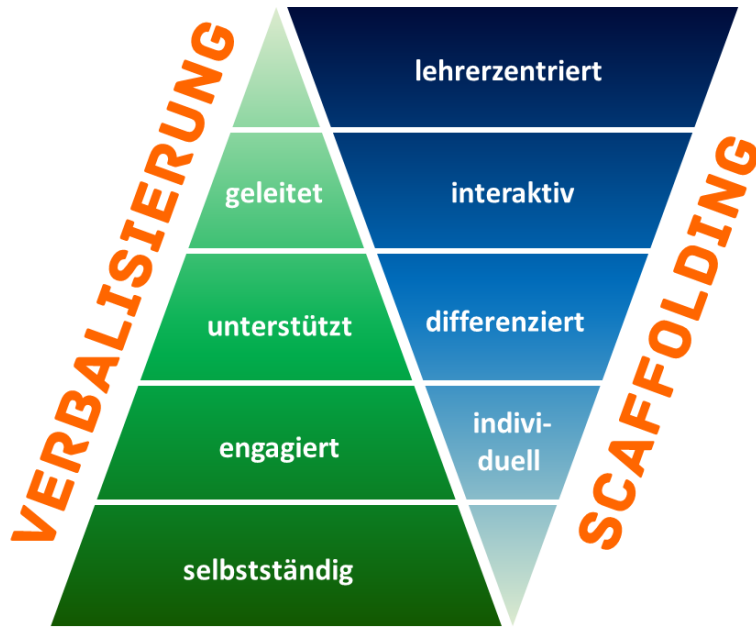 VERBALISIERUNG
geleitet
unterstützt
engagiert
selbstständig
lehrerzentriert
interaktiv
differenziert
indivi-
duell
SCAFFOLDING